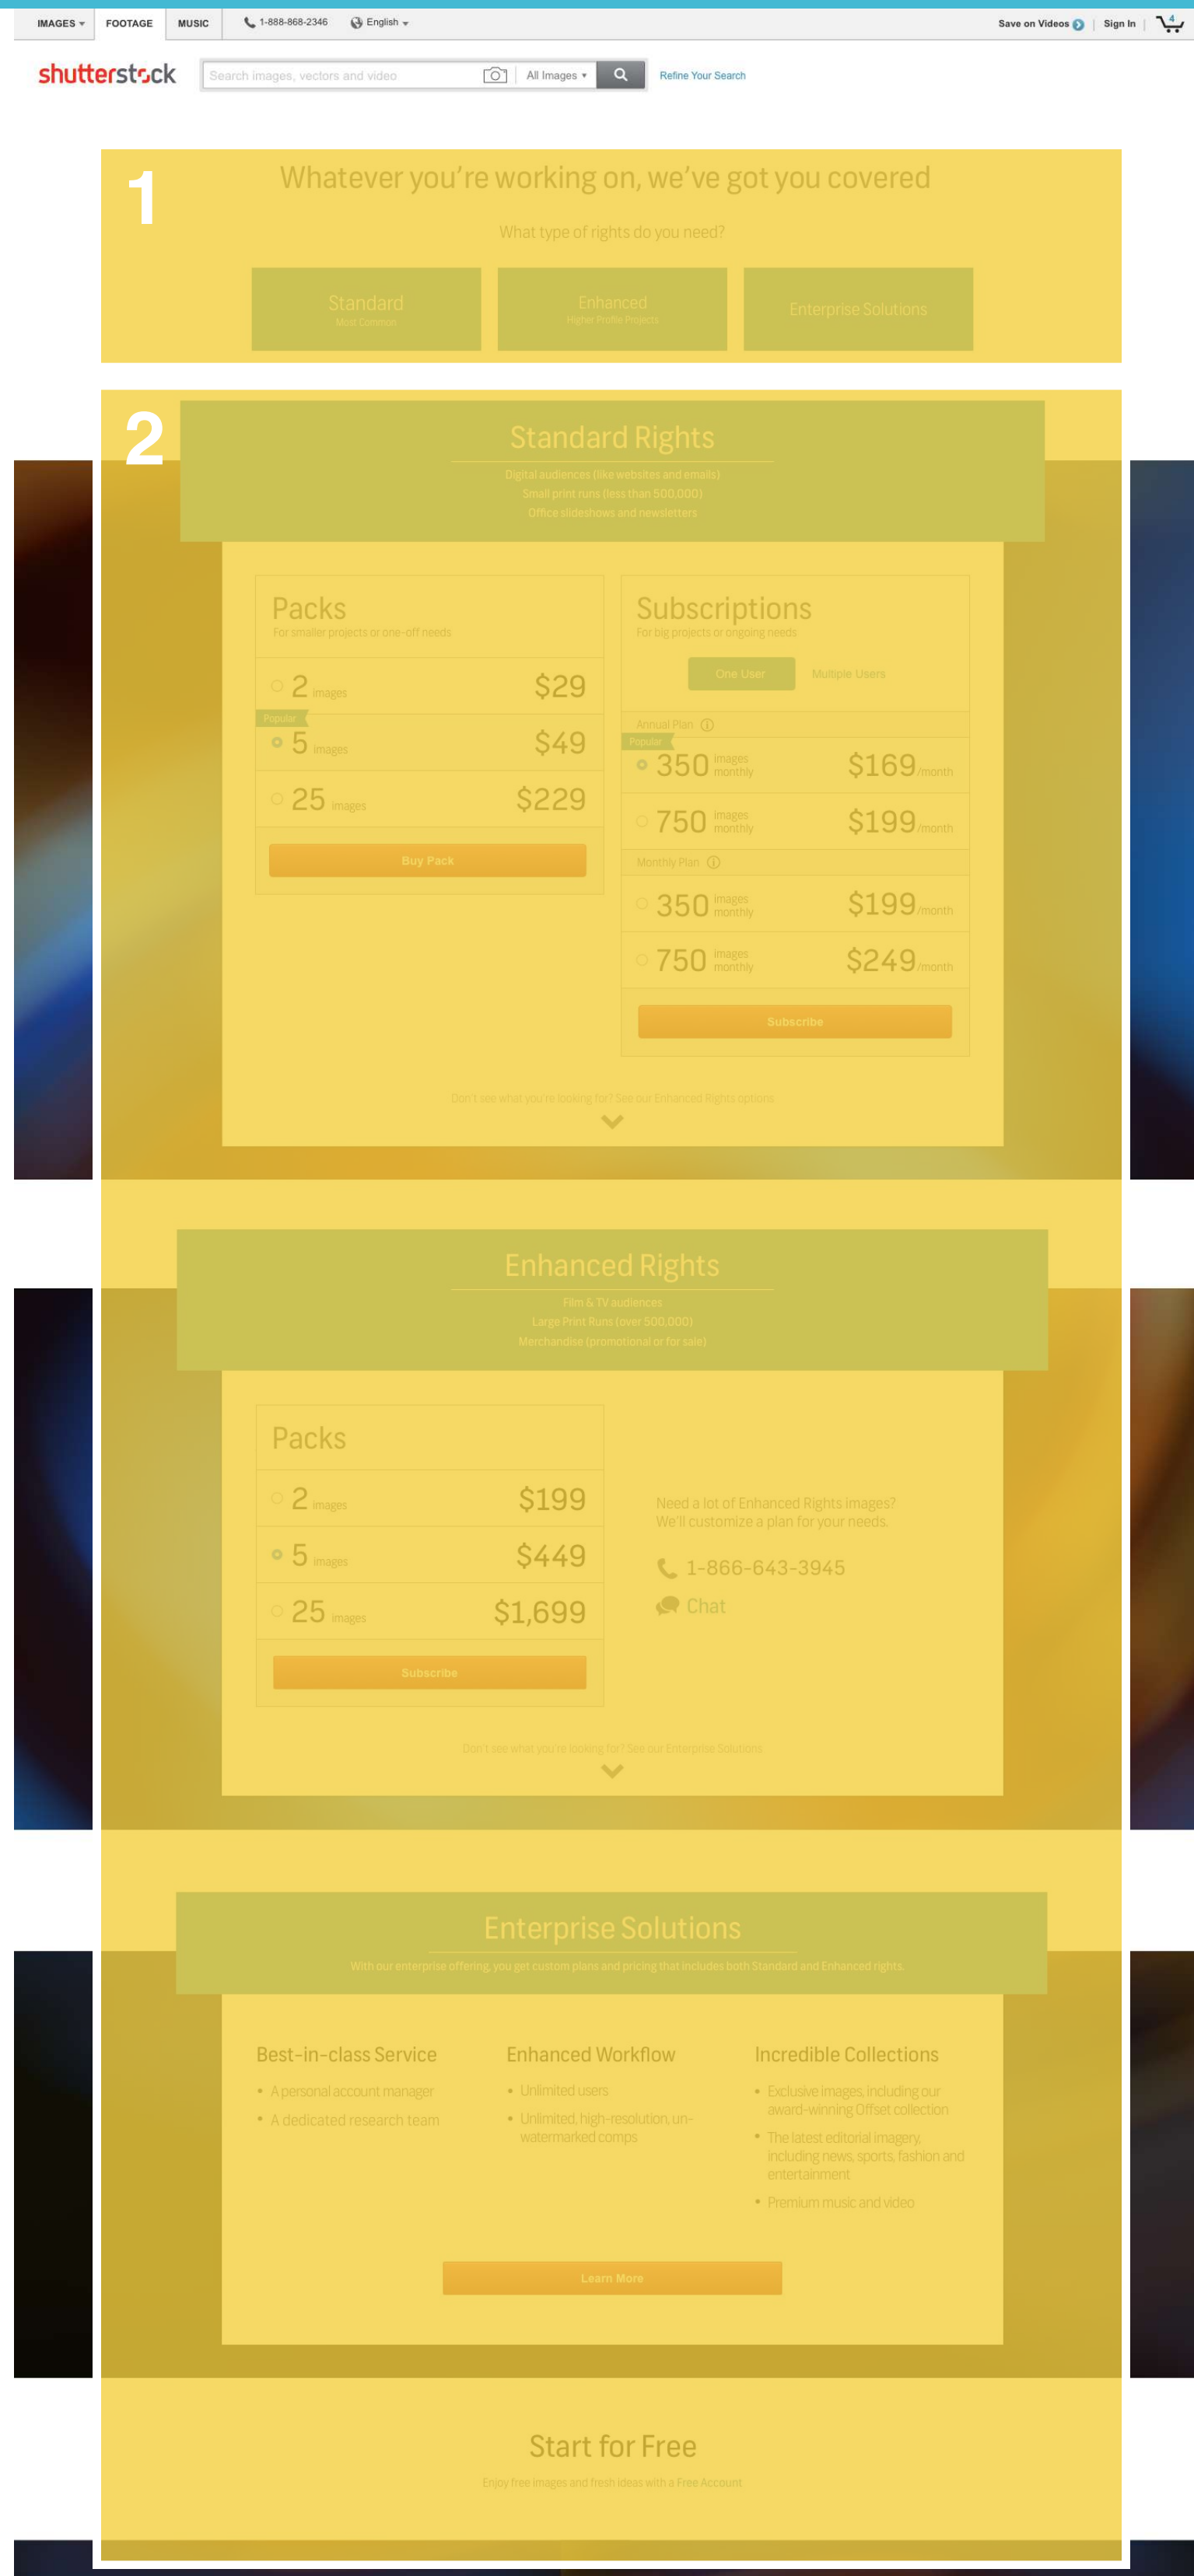 IMAGES FOOTAGE MUSIC 1-888-868-2346 English Save on Videos Sign In 4
shutterstock Search images, vectors and video All Images Refine Your Search
1
Whatever you're working on, we've got you covered
What type of rights do you need?
Standard
Most Common
Enhanced
Higher Profile Projects
Enterprise Solutions
2
Standard Rights
Digital audiences (like websites and emails)
Small print runs (less than 500,000)
Office slideshows and newsletters
Packs
For smaller projects or one-off needs
2 images $29
Popular
5 images $49
25 images $229
Buy Pack
Subscriptions
For big projects or ongoing needs
One User Multiple Users
Annual Plan
Popular
350 images monthly $169/month
750 images monthly $199/month
Monthly Plan
350 images monthly $199/month
750 images monthly $249/month
Subscribe
Don't see what you're looking for? See our Enhanced Rights options
Enhanced Rights
Film & TV audiences
Large Print Runs (over 500,000)
Merchandise (promotional or for sale)
Packs
2 images $199
5 images $449
25 images $1,699
Subscribe
Need a lot of Enhanced Rights images?
We'll customize a plan for your needs.
1-866-643-3945
Chat
Don't see what you're looking for? See our Enterprise Solutions
Enterprise Solutions
With our enterprise offering, you get custom plans and pricing that includes both Standard and Enhanced rights.
Best-in-class Service
• A personal account manager
• A dedicated research team
Enhanced Workflow
• Unlimited users
• Unlimited, high-resolution, un-
watermarked comps
Incredible Collections
• Exclusive images, including our
award-winning Offset collection
• The latest editorial imagery,
including news, sports, fashion and
entertainment
• Premium music and video
Learn More
Start for Free
Enjoy free images and fresh ideas with a Free Account